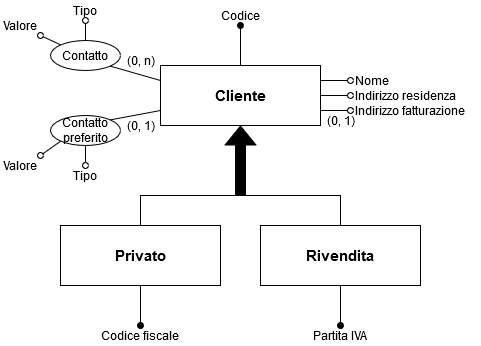 Tipo
Codice
Valore
Contatto
(0, n)
Cliente
Nome
Indirizzo residenza
Indirizzo fatturazione
(0, 1)
Contatto
preferito
(0, 1)
Valore
Tipo
Privato
Rivendita
Codice fiscale
Partita IVA